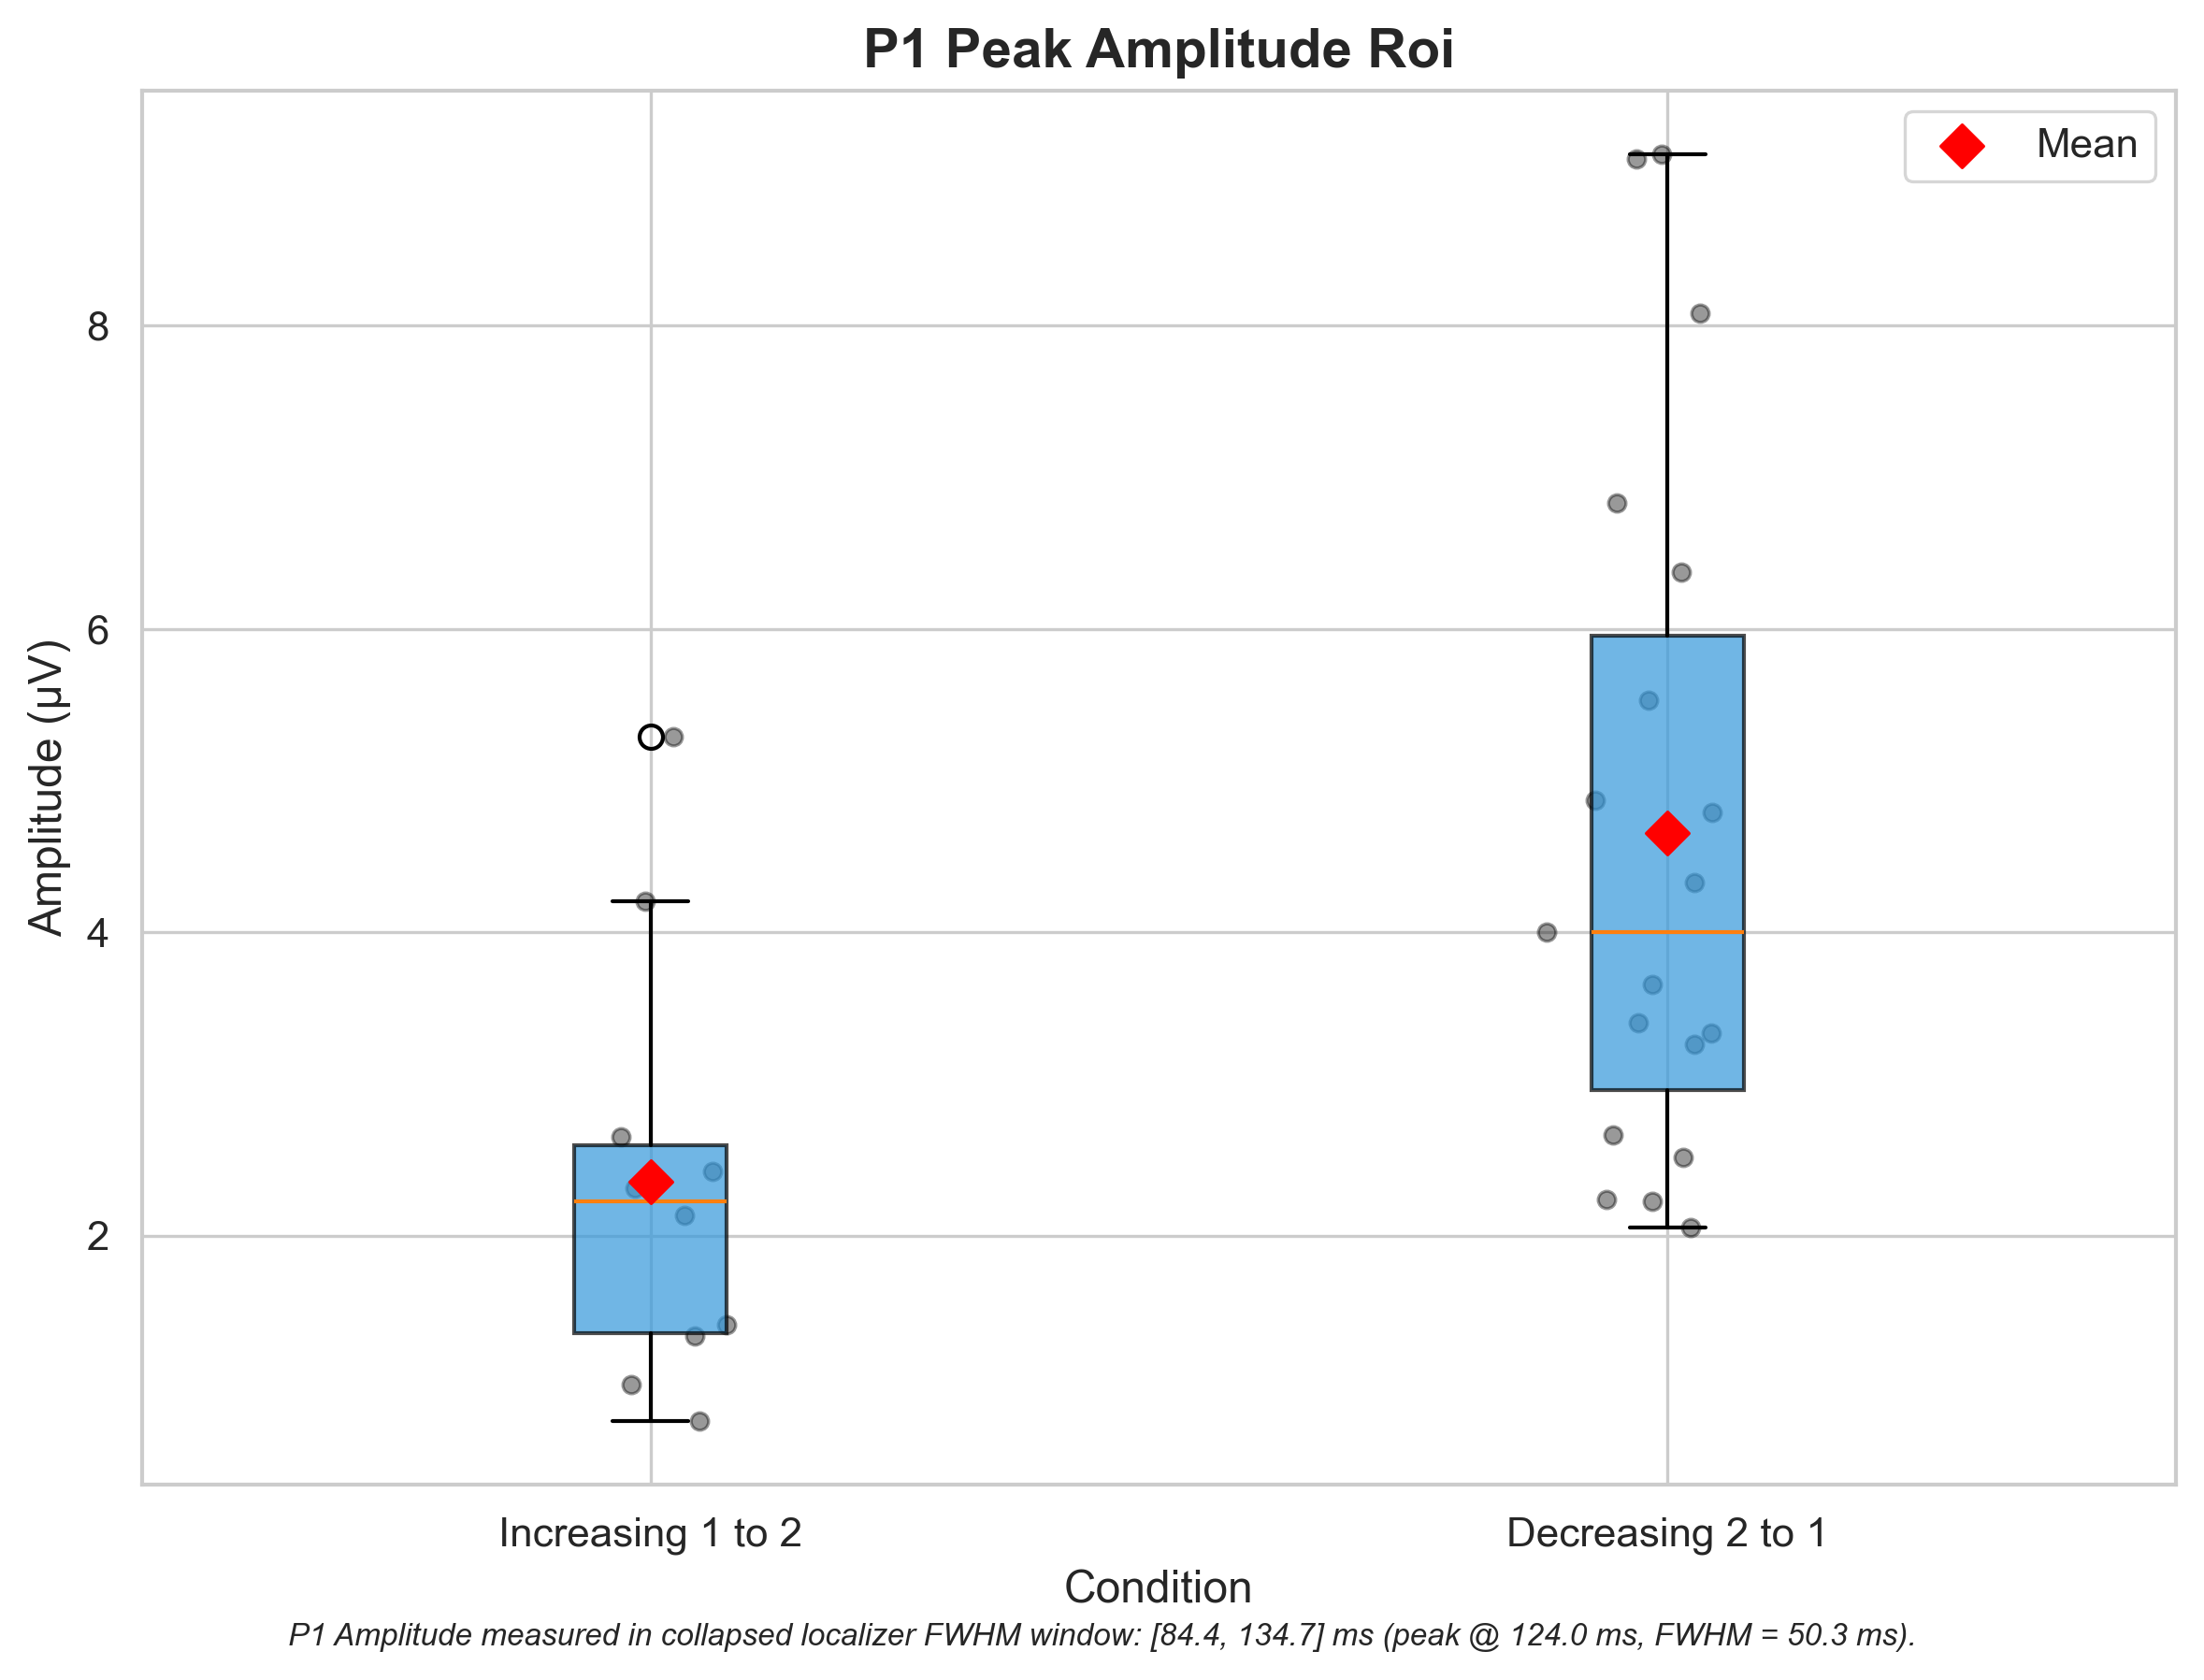 P1 Peak Amplitude Roi
Mean
Amplitude (µV)
8
6
4
2
Increasing 1 to 2
Decreasing 2 to 1
Condition
P1 Amplitude measured in collapsed localizer FWHM window: [84.4, 134.7] ms (peak @ 124.0 ms, FWHM = 50.3 ms).